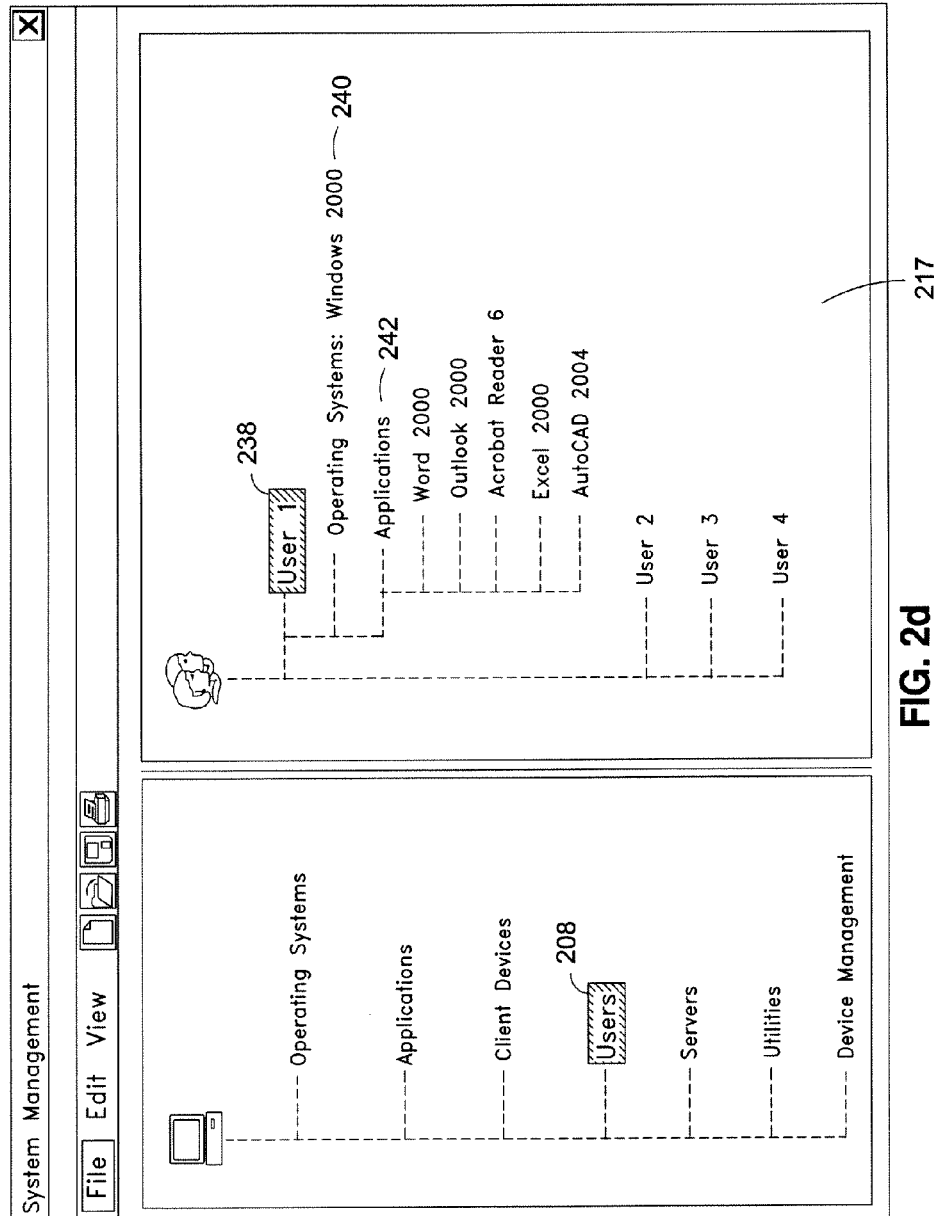 System Management
X
File Edit View
Operating Systems
Applications
Client Devices
208
Users
Servers
Utilities
Device Management
238
User 1
Operating Systems: Windows 2000 240
Applications 242
Word 2000
Outlook 2000
Acrobat Reader 6
Excel 2000
AutoCAD 2004
User 2
User 3
User 4
217
FIG. 2d